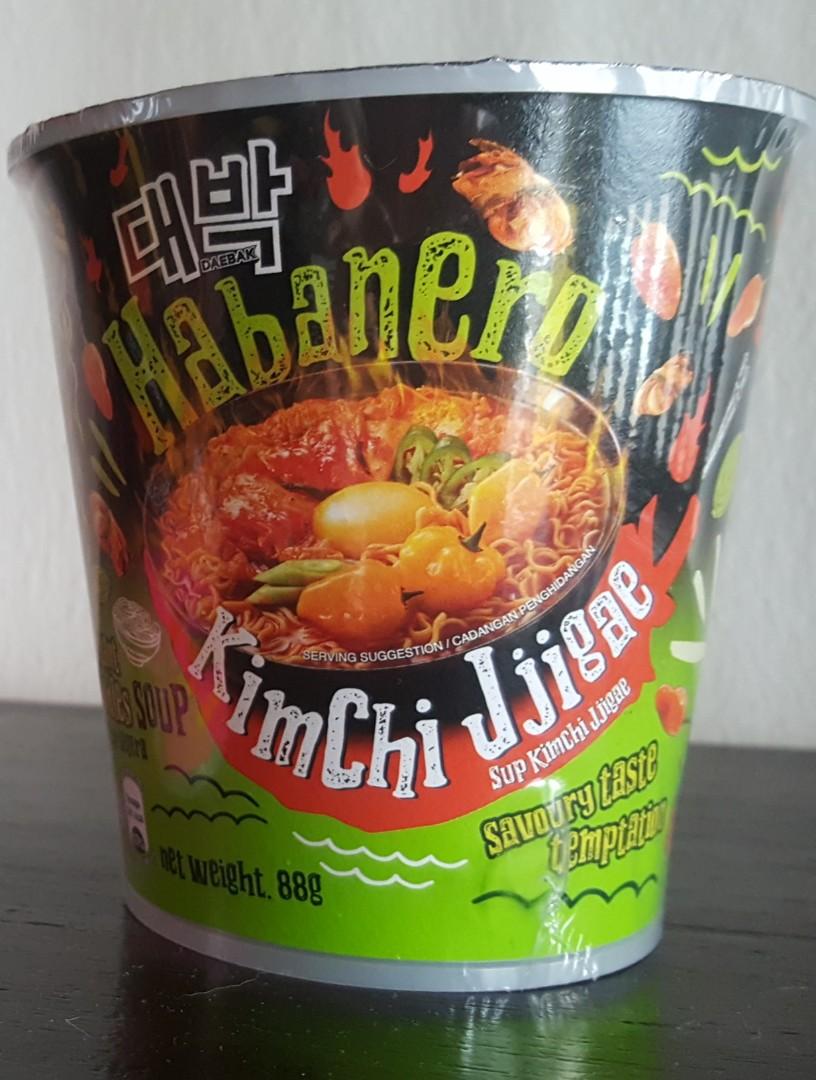 대박
DAEBAK
Habanero
SERVING SUGGESTION / CADANGAN PENGHIDANGAN
Kimchi Jjigae
Sup Kimchi Jjigae
SOUP
savoury taste
temptation
net weight. 88g